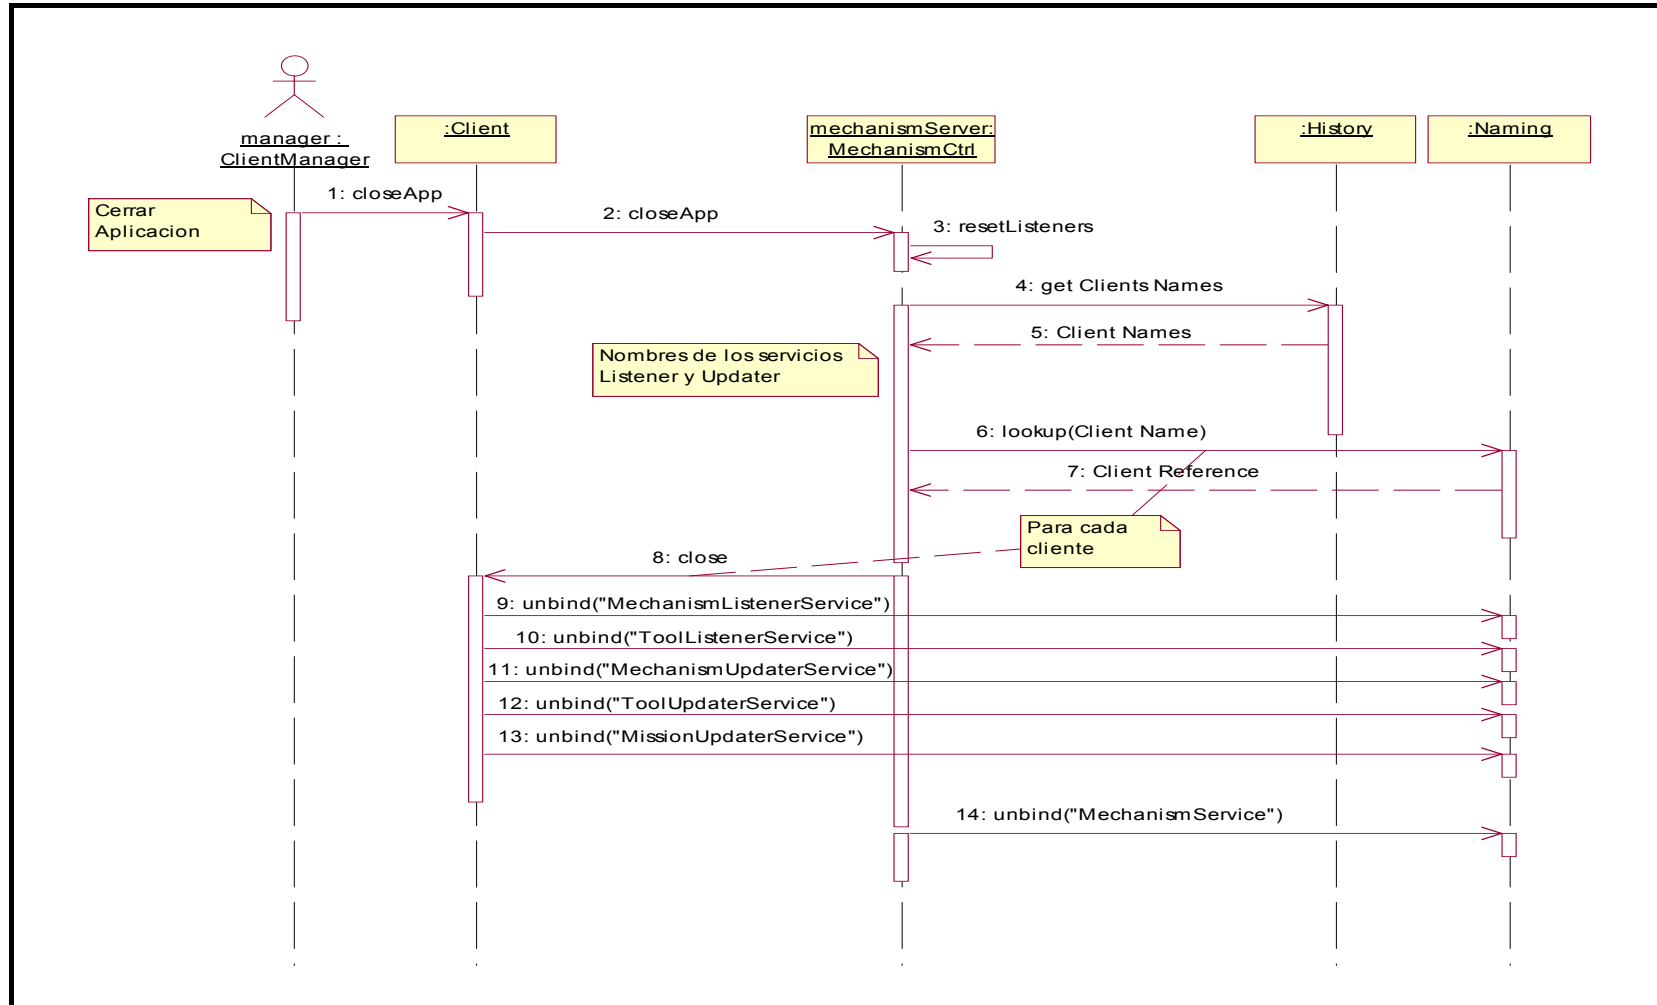 manager :
ClientManager
:Client
mechanismServer:
MechanismCtrl
:History
:Naming
Cerrar
Aplicacion
1: closeApp
2: closeApp
3: resetListeners
4: get Clients Names
5: Client Names
Nombres de los servicios
Listener y Updater
6: lookup(Client Name)
7: Client Reference
Para cada
cliente
8: close
9: unbind("MechanismListenerService")
10: unbind("ToolListenerService")
11: unbind("MechanismUpdaterService")
12: unbind("ToolUpdaterService")
13: unbind("MissionUpdaterService")
14: unbind("MechanismService")